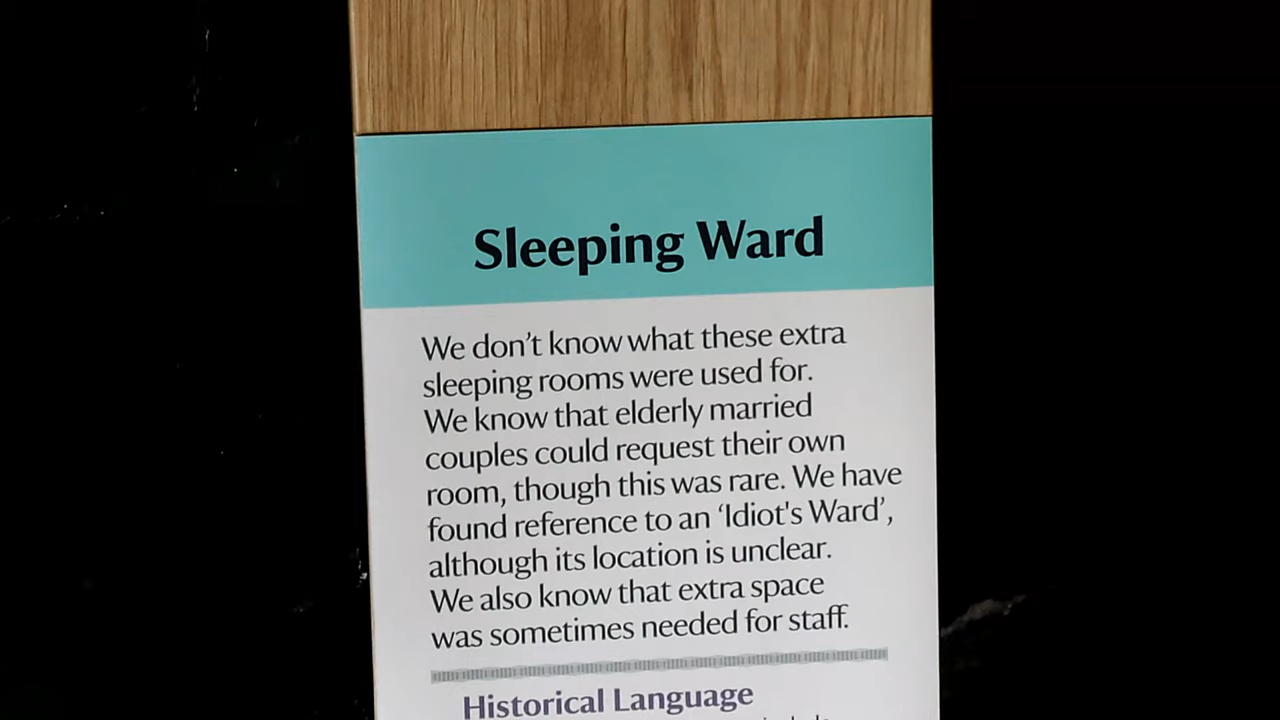 Sleeping Ward
We don't know what these extra
sleeping rooms were used for.
We know that elderly married
couples could request their own
room, though this was rare. We have
found reference to an ‘Idiot's Ward’,
although its location is unclear.
We also know that extra space
was sometimes needed for staff.
Historical Language